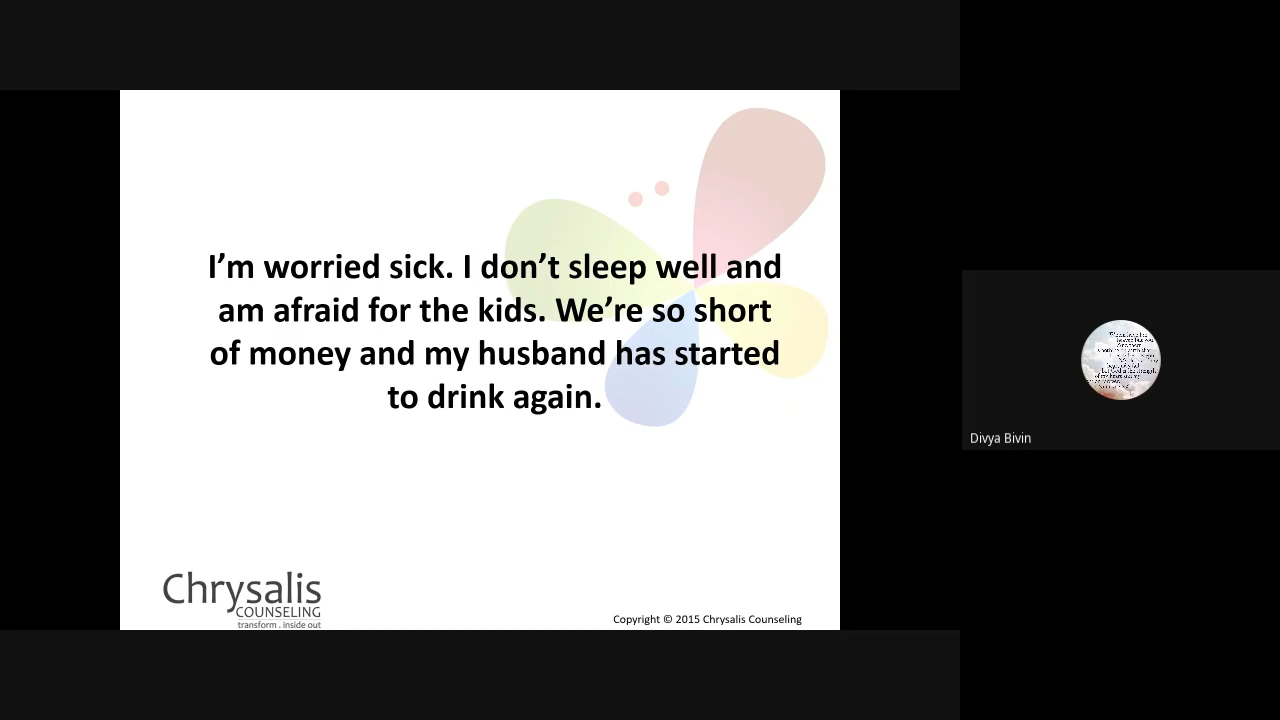 I’m worried sick. I don’t sleep well and
am afraid for the kids. We’re so short
of money and my husband has started
to drink again.
Chrysalis
COUNSELING
transform . inside out
Copyright © 2015 Chrysalis Counseling
Divya Bivin